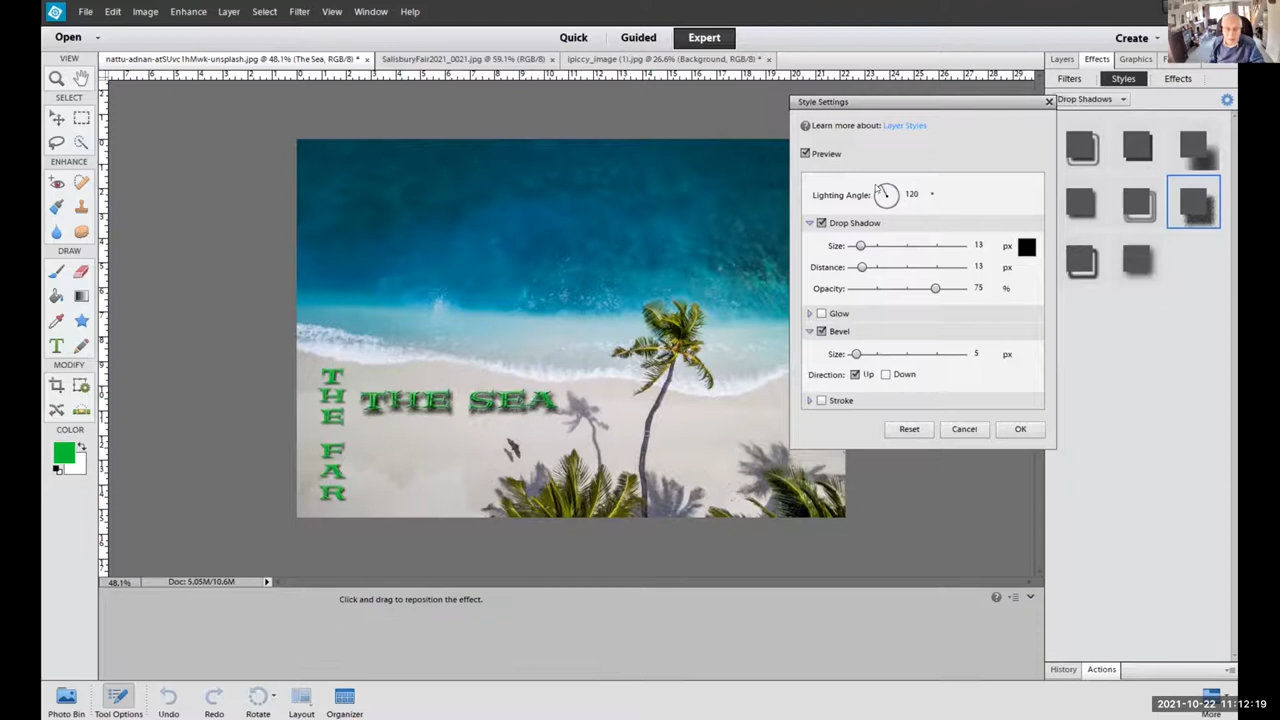 File Edit Image Enhance Layer Select Filter View Window Help
Open Quick Guided Expert Create
VIEW nattu-adnan-atSUvc1hMwk-unsplash.jpg @ 48.1% (The Sea, RGB/8) * × SalisburyFair2021_0021.jpg @ 59.1% (RGB/8) × ipiccy_image (1).jpg @ 26.6% (Background, RGB/8) * × Layers Effects Graphics
Filters Styles Effects
SELECT
Drop Shadows
Style Settings
Learn more about: Layer Styles
Preview
ENHANCE
Lighting Angle: 120 °
Drop Shadow
Size: 13 px
DRAW
Distance: 13 px
Opacity: 75 %
Glow
Bevel
Size: 5 px
MODIFY
Direction: Up Down
THE SEA
THE FAR
Stroke
COLOR
Reset Cancel OK
48.1% Doc: 5.05M/10.6M
Click and drag to reposition the effect.
History Actions
Photo Bin Tool Options Undo Redo Rotate Layout Organizer More
2021-10-22 11:12:19